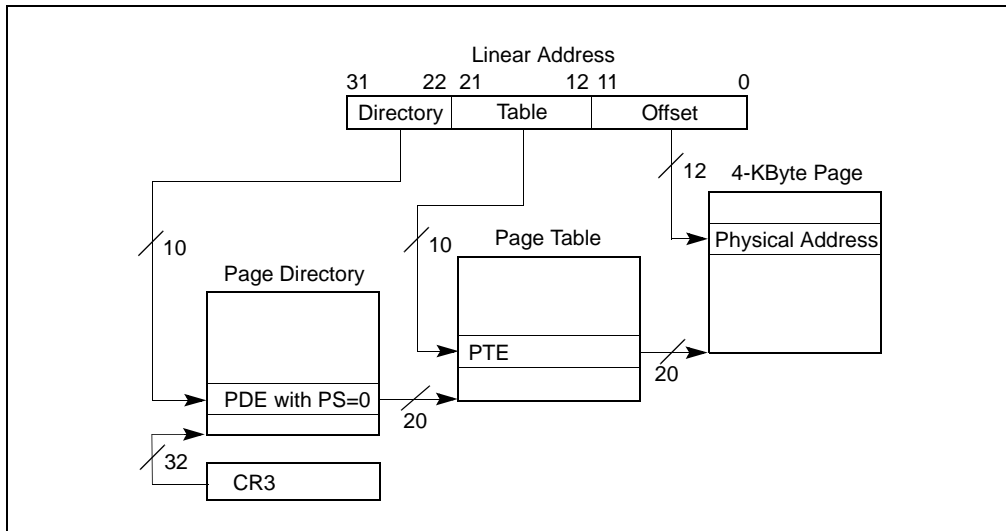 Linear Address
31 22 21 12 11 0
Directory Table Offset
12 4-KByte Page
Physical Address
10 10 Page Table
Page Directory
PTE
20
PDE with PS=0
20
32
CR3